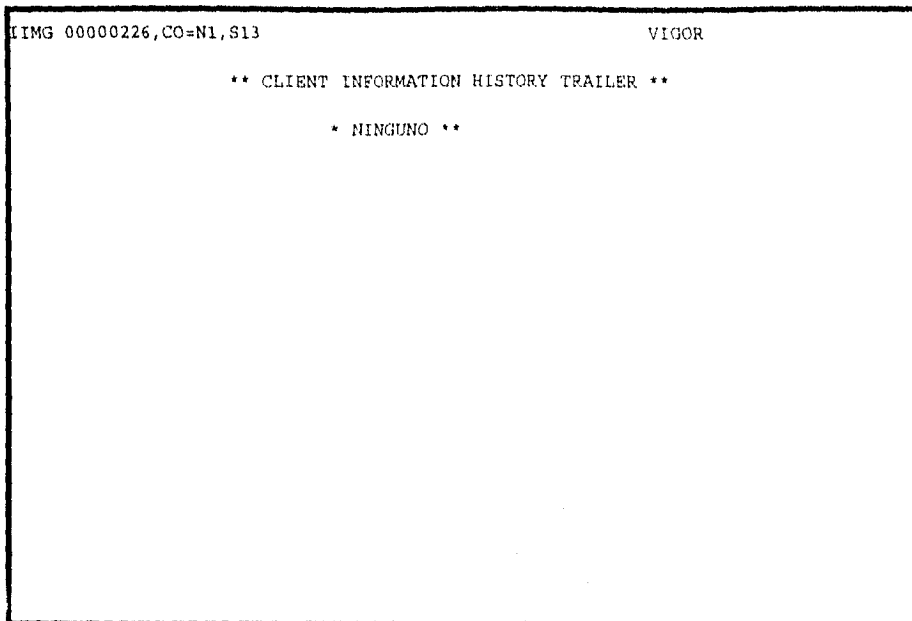 IIMG 00000226,CO=N1,S13 VIGOR
** CLIENT INFORMATION HISTORY TRAILER **
* NINGUNO **